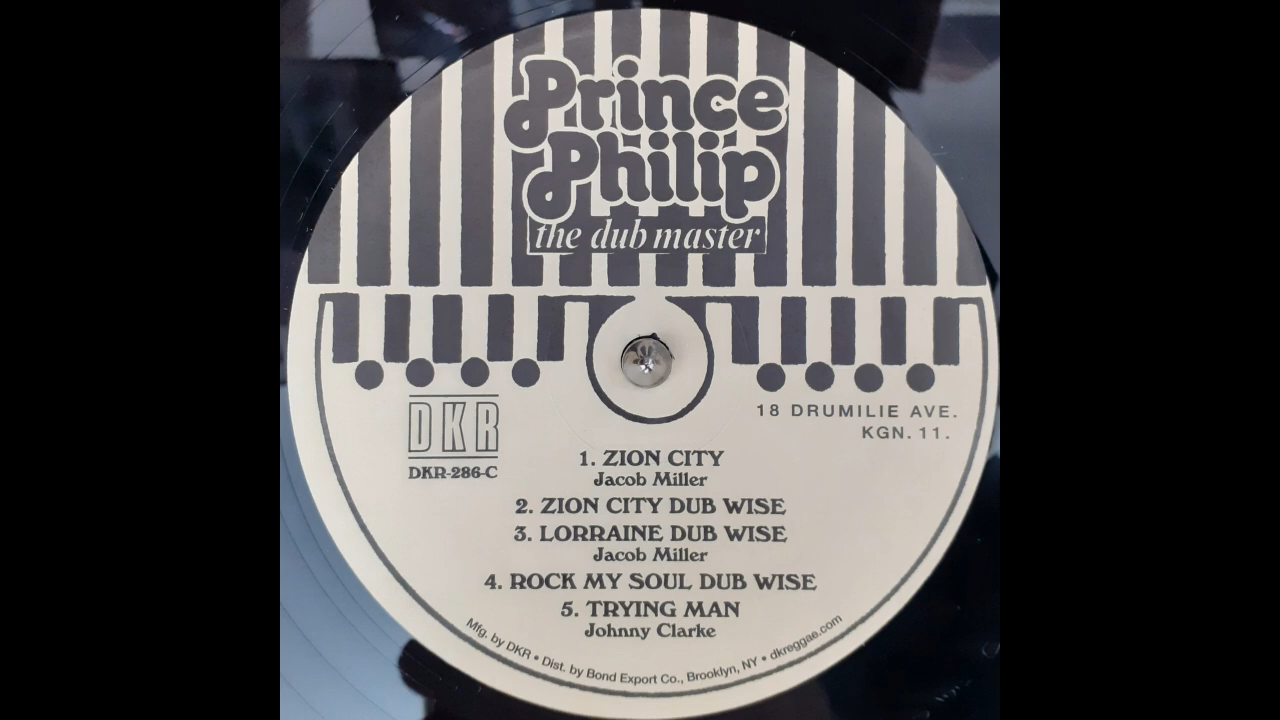 Prince
Philip
the dub master
DKR
DKR-286-C
18 DRUMILIE AVE.
KGN. 11.
1. ZION CITY
Jacob Miller
2. ZION CITY DUB WISE
3. LORRAINE DUB WISE
Jacob Miller
4. ROCK MY SOUL DUB WISE
5. TRYING MAN
Johnny Clarke
Mfg. by DKR • Dist. by Bond Export Co., Brooklyn, NY • dkreggae.com